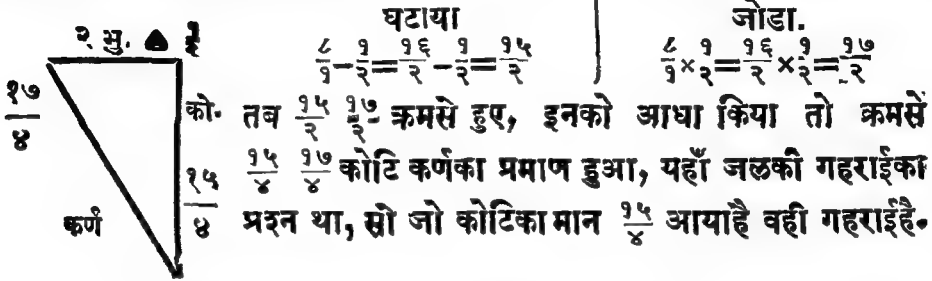 घटाया
जोडा.
२ भु. १/२
८/१ - १/२ = १६/२ - १/२ = १५/२
८/१ × १/२ = १६/२ × १/२ = १७/२
१७/४
को. तब १५/२ १७/२ क्रमसे हुए, इनको आधा किया तो क्रमसें
१५/४ १५/४ १७/४ कोटि कर्णका प्रमाण हुआ, यहाँ जलकी गहराईका
कर्ण
प्रश्न था, सो जो कोटिका मान १५/४ आयाहै वही गहराईहै.